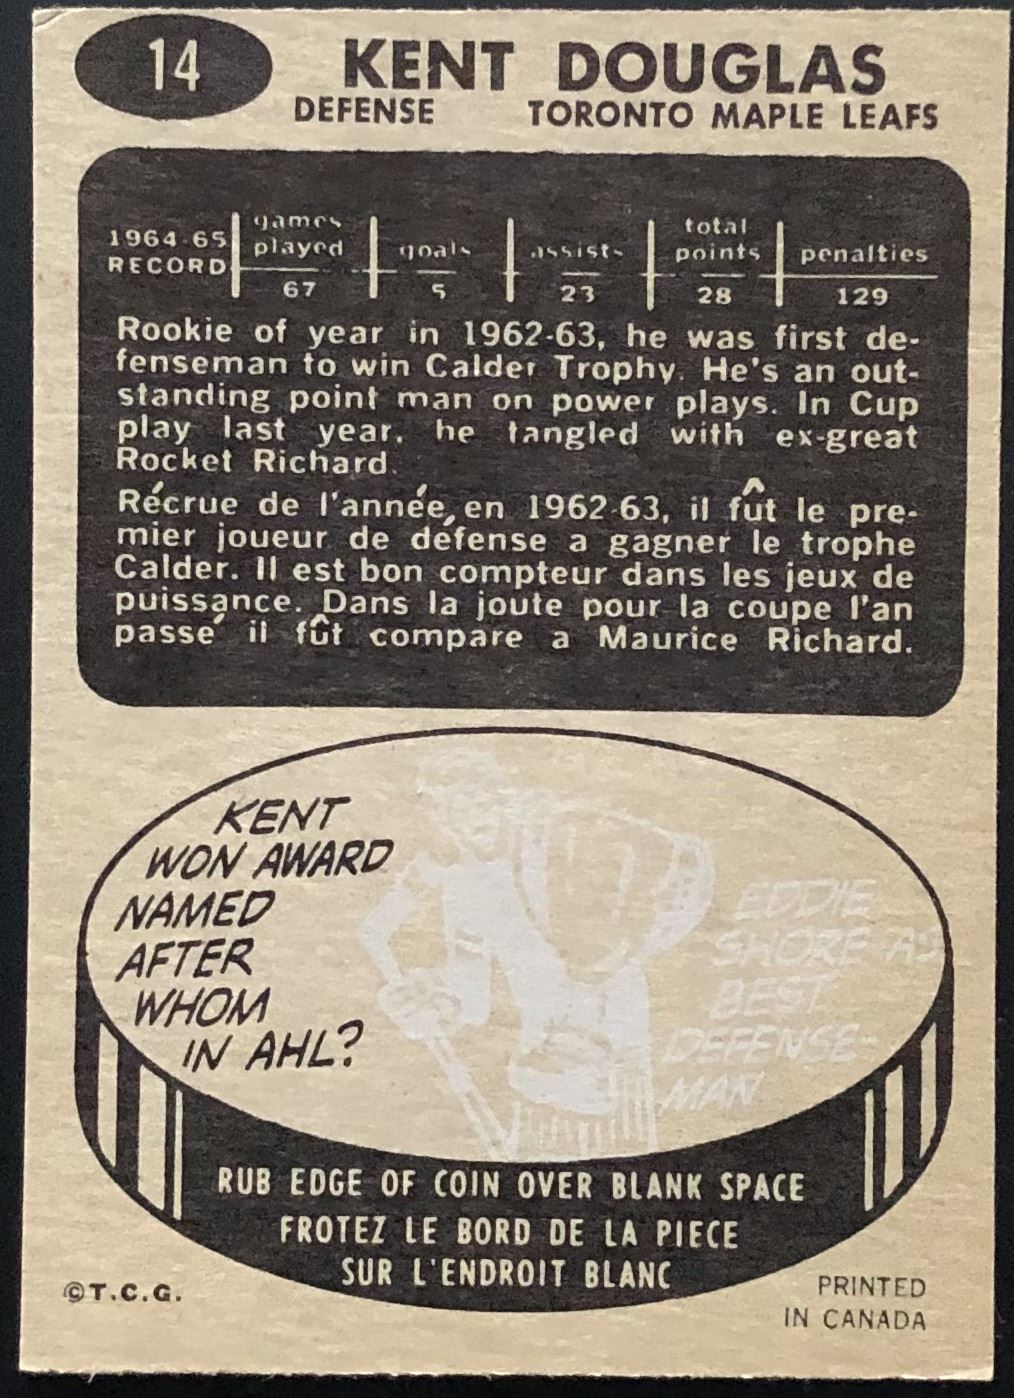 14
KENT DOUGLAS
DEFENSE TORONTO MAPLE LEAFS
1964-65 RECORD
games played goals assists total points penalties
67 5 23 28 129
Rookie of year in 1962-63, he was first de-
fenseman to win Calder Trophy. He's an out-
standing point man on power plays. In Cup
play last year, he tangled with ex-great
Rocket Richard.
Récrue de l'année, en 1962-63, il fût le pre-
mier joueur de défense a gagner le trophe
Calder. Il est bon compteur dans les jeux de
puissance. Dans la joute pour la coupe l'an
passé il fût compare a Maurice Richard.
KENT
WON AWARD
NAMED
AFTER
WHOM
IN AHL?
EDDIE
SHORE AS
BEST
DEFENSE-
MAN
RUB EDGE OF COIN OVER BLANK SPACE
FROTEZ LE BORD DE LA PIECE
SUR L'ENDROIT BLANC
©T.C.G.
PRINTED
IN CANADA